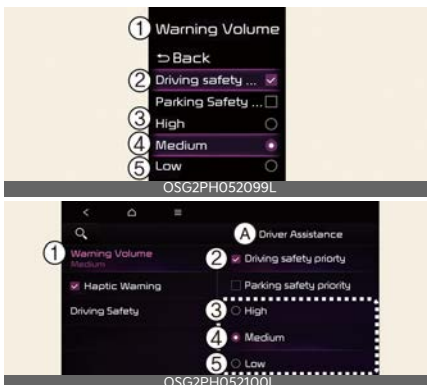 ① Warning Volume
⮌ Back
② Driving safety ...
Parking Safety ...
③ High
④ Medium
⑤ Low
OSG2PH052099L
Ⓐ Driver Assistance
① Warning Volume
Medium
② Driving safety priorty
Haptic Warning
Parking safety priority
Driving Safety
③ High
④ Medium
⑤ Low
OSG2PH052100L